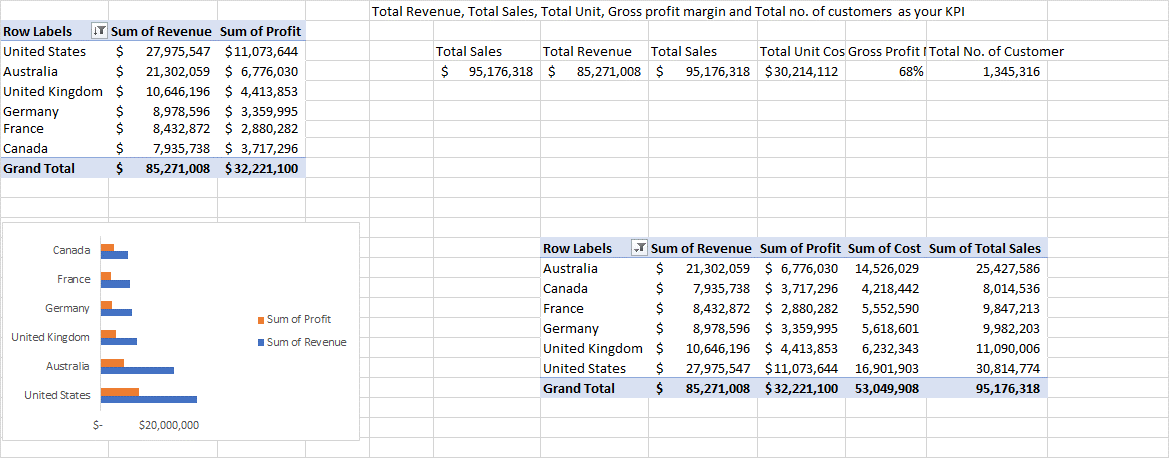 Total Revenue, Total Sales, Total Unit, Gross profit margin and Total no. of customers  as your KPI
Row Labels Sum of Revenue Sum of Profit
United States $ 27,975,547 $11,073,644
Australia $ 21,302,059 $ 6,776,030
United Kingdom $ 10,646,196 $ 4,413,853
Germany $ 8,978,596 $ 3,359,995
France $ 8,432,872 $ 2,880,282
Canada $ 7,935,738 $ 3,717,296
Grand Total $ 85,271,008 $32,221,100
Total Sales Total Revenue Total Sales Total Unit Cos Gross Profit Total No. of Customer
$ 95,176,318 $ 85,271,008 $ 95,176,318 $30,214,112 68% 1,345,316
Canada
France
Germany
United Kingdom
Australia
United States
$- $20,000,000
Sum of Profit
Sum of Revenue
Row Labels Sum of Revenue Sum of Profit Sum of Cost Sum of Total Sales
Australia $ 21,302,059 $ 6,776,030 14,526,029 25,427,586
Canada $ 7,935,738 $ 3,717,296 4,218,442 8,014,536
France $ 8,432,872 $ 2,880,282 5,552,590 9,847,213
Germany $ 8,978,596 $ 3,359,995 5,618,601 9,982,203
United Kingdom $ 10,646,196 $ 4,413,853 6,232,343 11,090,006
United States $ 27,975,547 $11,073,644 16,901,903 30,814,774
Grand Total $ 85,271,008 $32,221,100 53,049,908 95,176,318